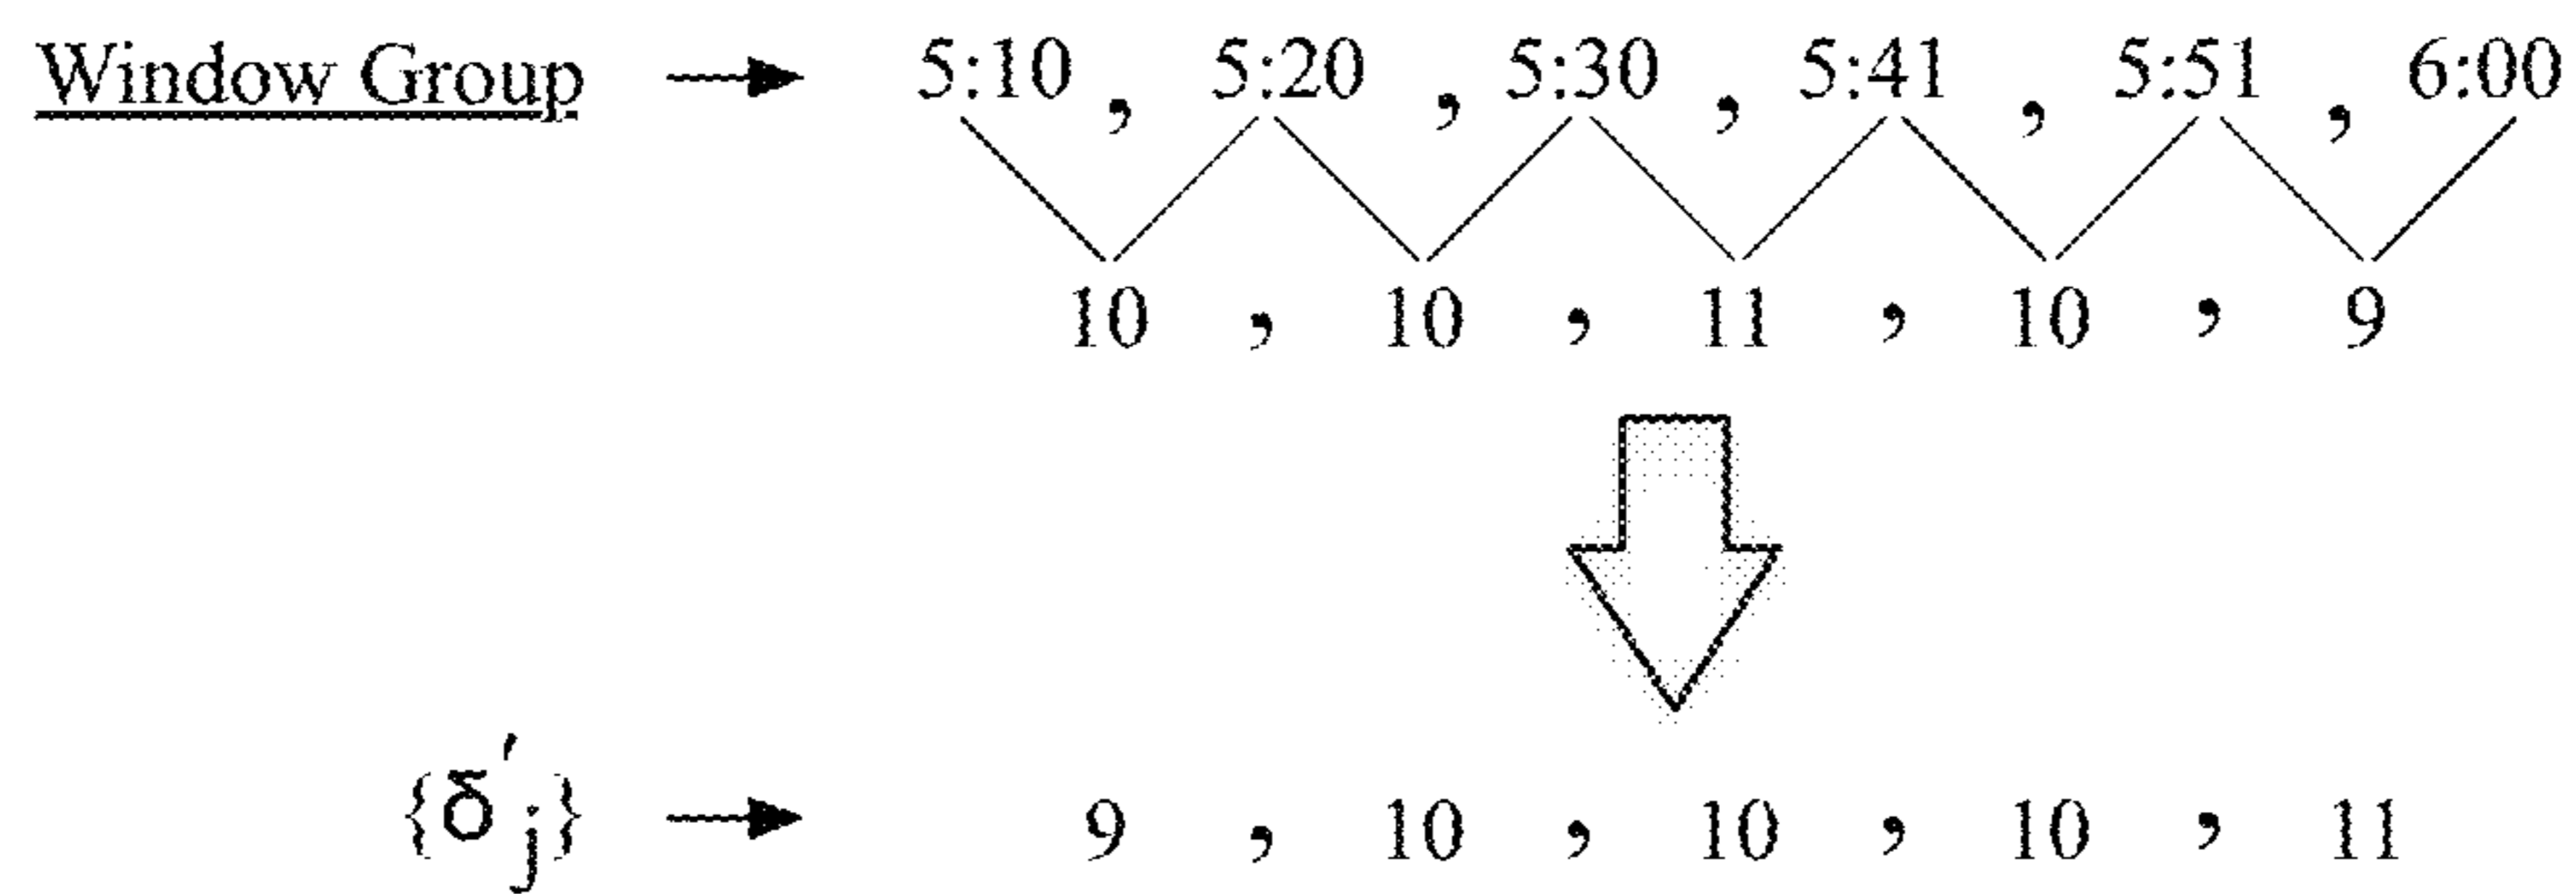 Window Group → 5:10 , 5:20 , 5:30 , 5:41 , 5:51 , 6:00
10 , 10 , 11 , 10 , 9
{δ'j} → 9 , 10 , 10 , 10 , 11